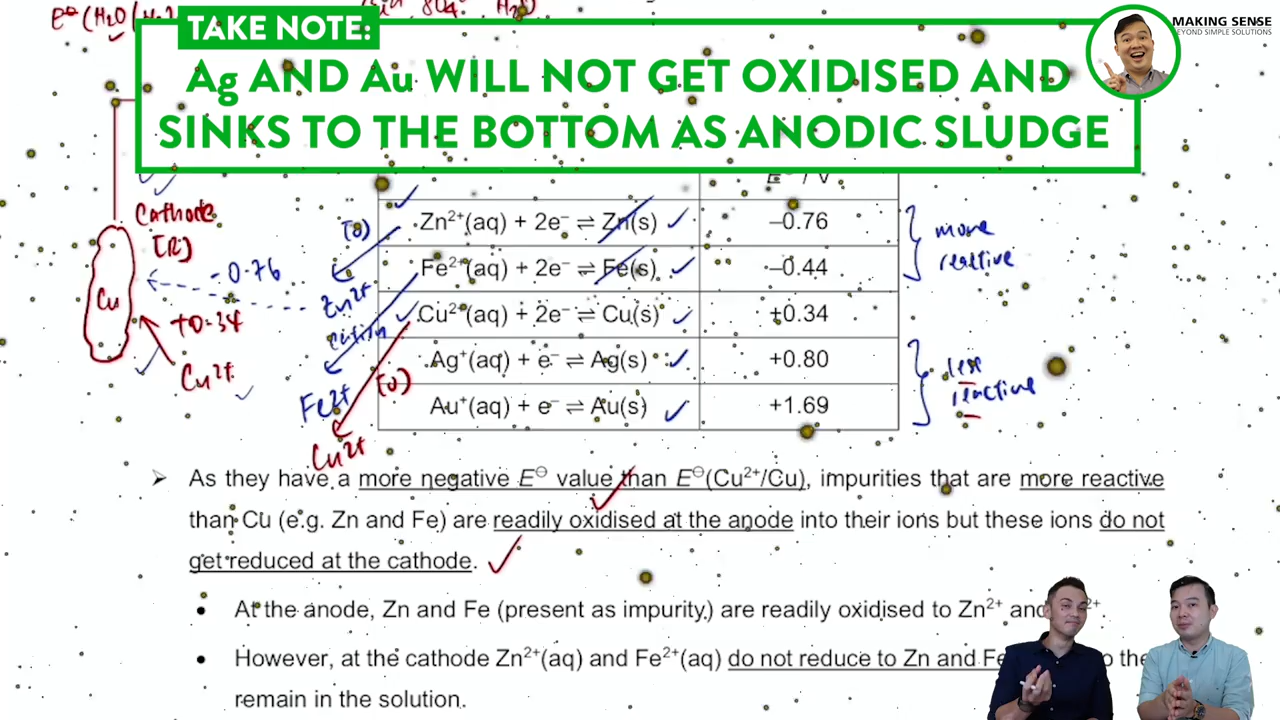 TAKE NOTE:
MAKING SENSE
BEYOND SIMPLE SOLUTIONS
Ag AND Au WILL NOT GET OXIDISED AND
SINKS TO THE BOTTOM AS ANODIC SLUDGE
Cathode
[R]
Cu
-0.76
+0.34
Cu²⁺
[O]
Zn²⁺
Fe²⁺
[O]
Cu²⁺
Zn²⁺(aq) + 2e⁻ ⇌ Zn(s) –0.76
Fe²⁺(aq) + 2e⁻ ⇌ Fe(s) –0.44
Cu²⁺(aq) + 2e⁻ ⇌ Cu(s) +0.34
Ag⁺(aq) + e⁻ ⇌ Ag(s) +0.80
Au⁺(aq) + e⁻ ⇌ Au(s) +1.69
more
reactive
less
reactive
➢ As they have a more negative E⊖ value than E⊖(Cu²⁺/Cu), impurities that are more reactive
than Cu (e.g. Zn and Fe) are readily oxidised at the anode into their ions but these ions do not
get reduced at the cathode.
• At the anode, Zn and Fe (present as impurity) are readily oxidised to Zn²⁺ and
• However, at the cathode Zn²⁺(aq) and Fe²⁺(aq) do not reduce to Zn and Fe
remain in the solution.